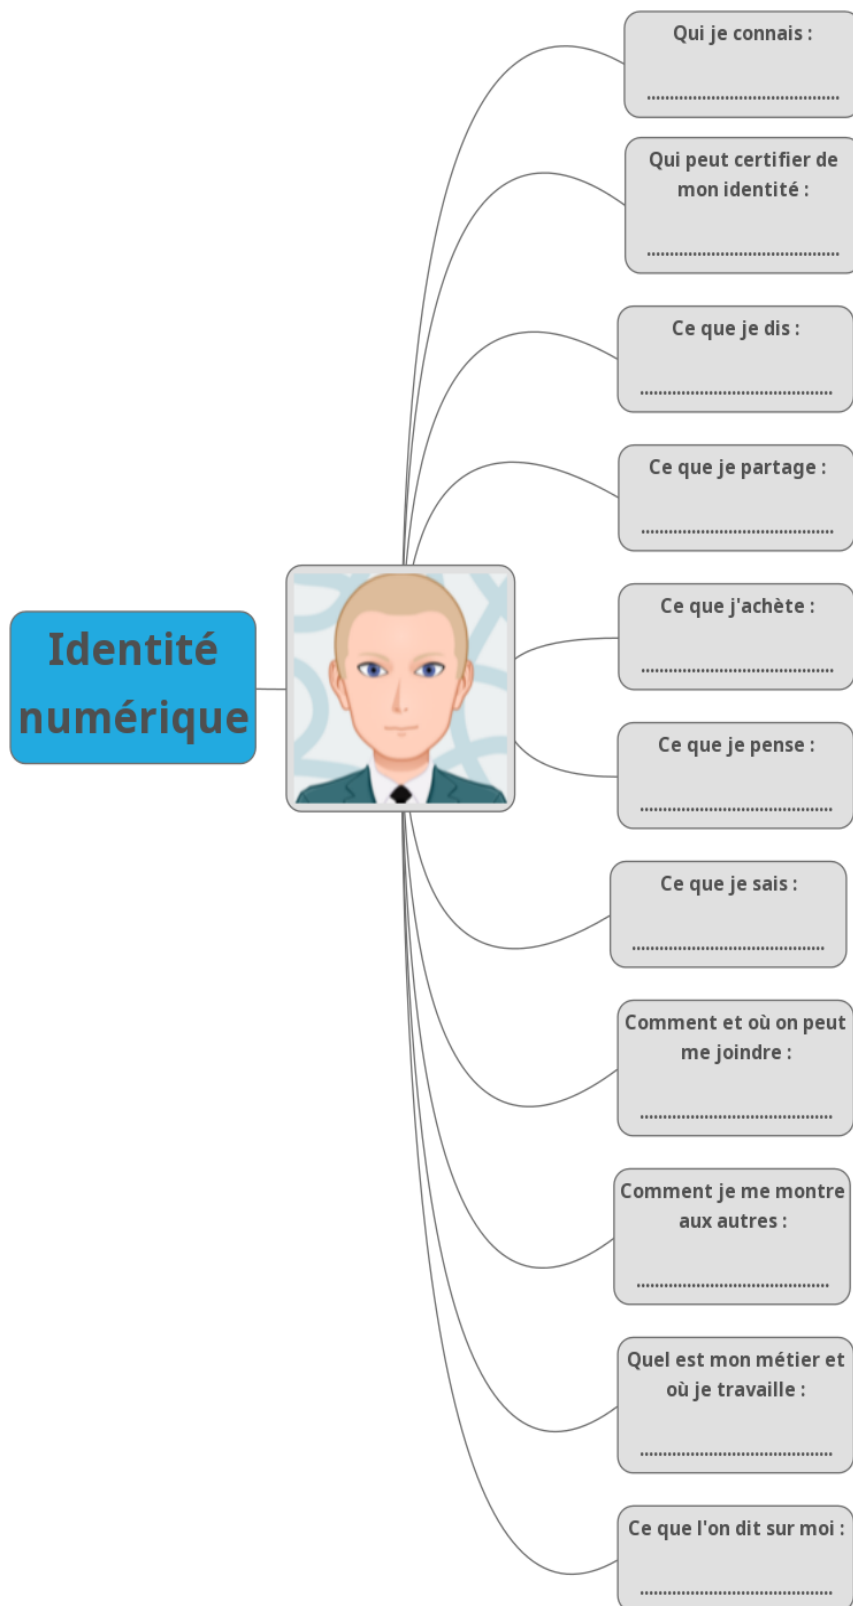 Qui je connais :
..........................................
Qui peut certifier de
mon identité :
..........................................
Ce que je dis :
..........................................
Ce que je partage :
..........................................
Identité
numérique
Ce que j'achète :
..........................................
Ce que je pense :
..........................................
Ce que je sais :
..........................................
Comment et où on peut
me joindre :
..........................................
Comment je me montre
aux autres :
..........................................
Quel est mon métier et
où je travaille :
..........................................
Ce que l'on dit sur moi :
..........................................